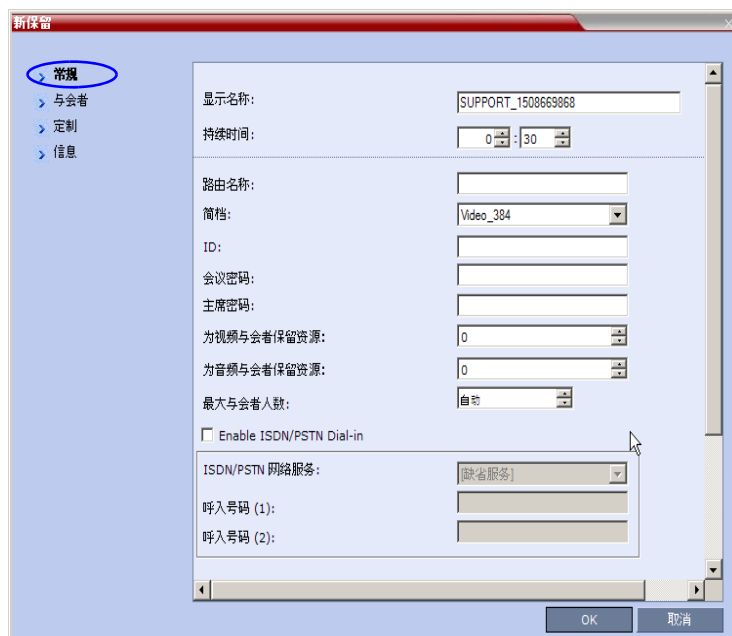 新保留
常规
与会者
定制
信息
显示名称: SUPPORT_1508669868
持续时间: 0 : 30
路由名称:
简档: Video_384
ID:
会议密码:
主席密码:
为视频与会者保留资源: 0
为音频与会者保留资源: 0
最大与会者人数: 自动
Enable ISDN/PSTN Dial-in
ISDN/PSTN 网络服务: [缺省服务]
呼入号码 (1):
呼入号码 (2):
OK 取消